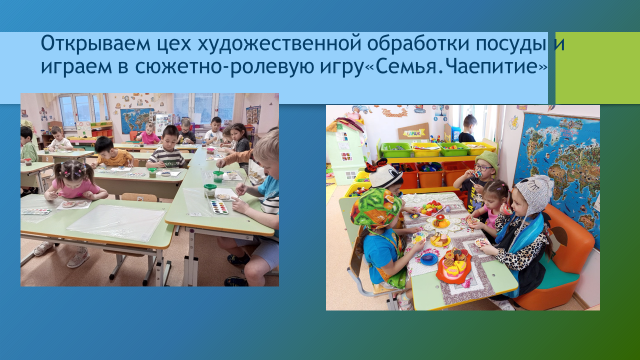 Открываем цех художественной обработки посуды и
играем в сюжетно-ролевую игру«Семья.Чаепитие»